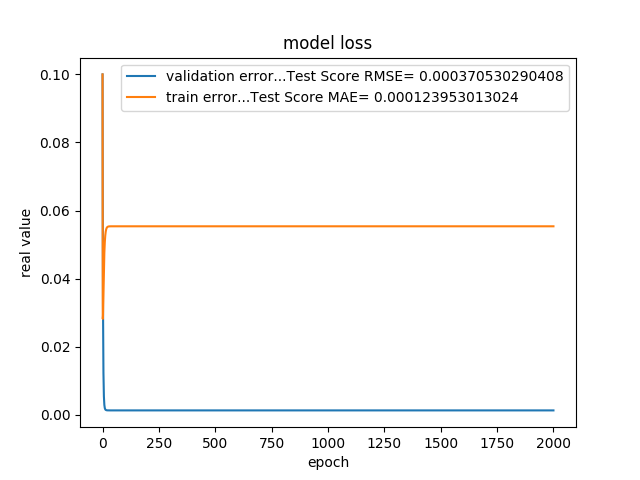 model loss
validation error...Test Score RMSE= 0.000370530290408
train error...Test Score MAE= 0.000123953013024
0.10
0.08
0.06
0.04
0.02
0.00
real value
0 250 500 750 1000 1250 1500 1750 2000
epoch